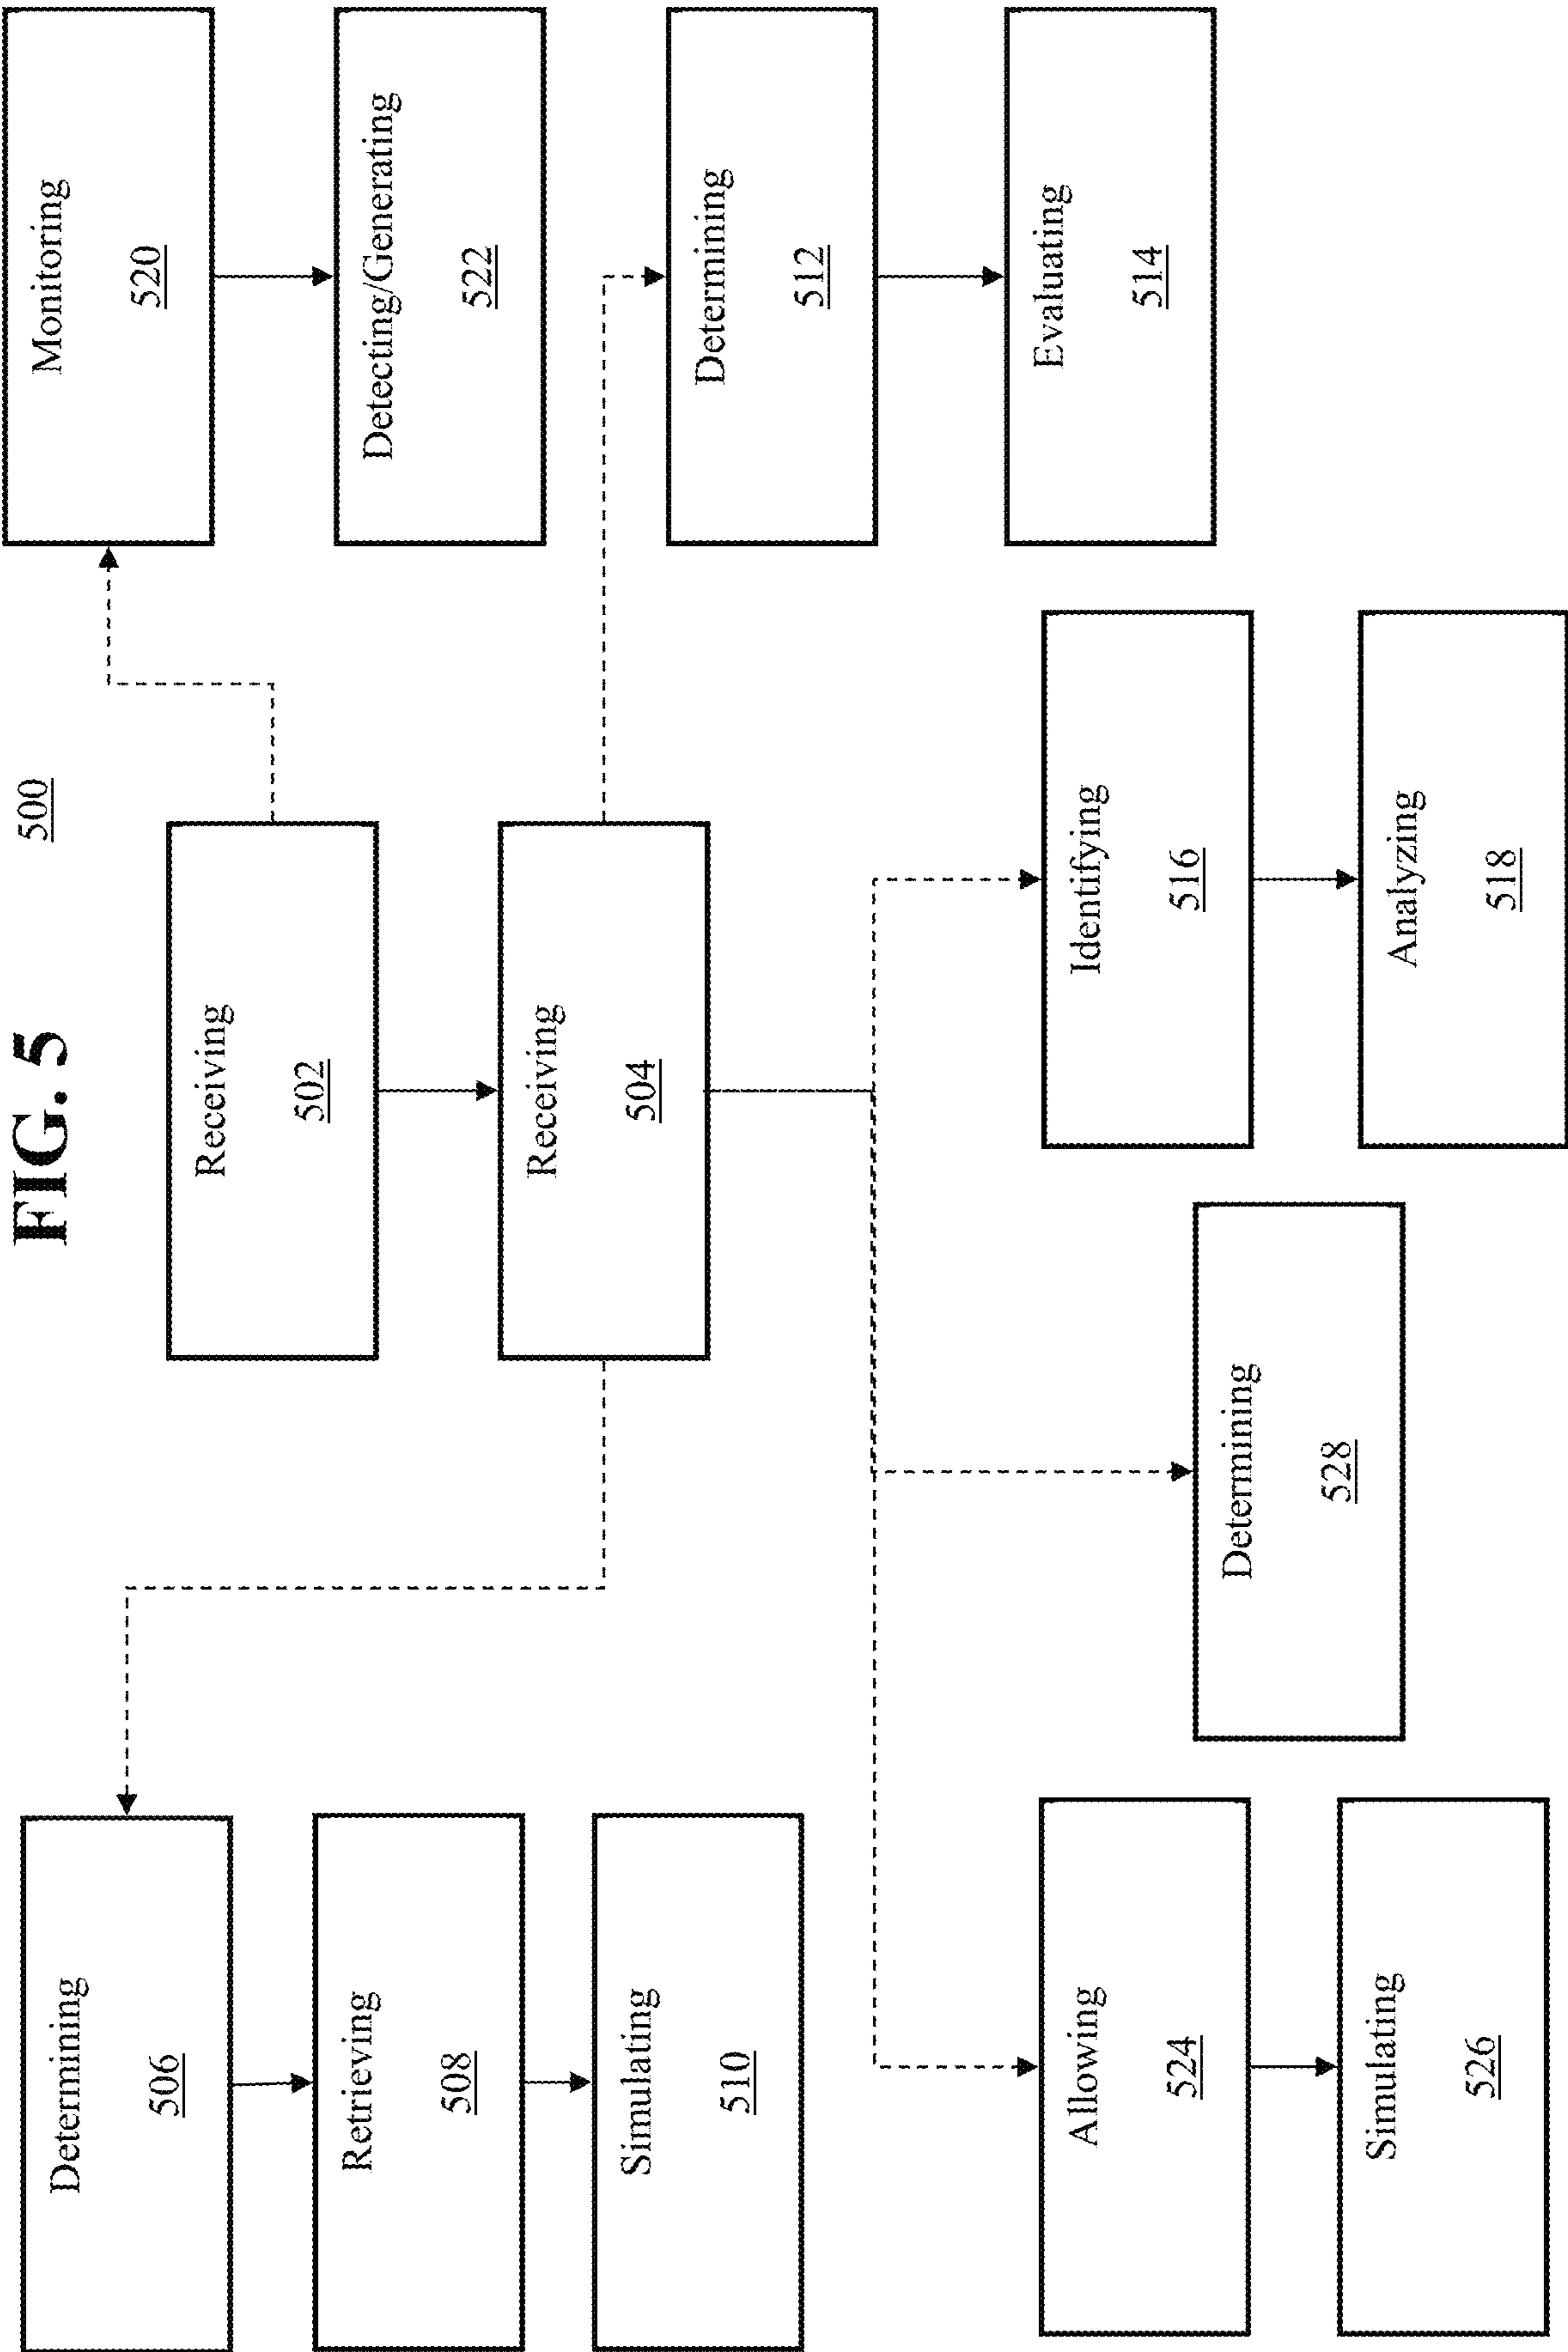 FIG. 5
500
Receiving
502
Receiving
504
Determining
506
Retrieving
508
Simulating
510
Monitoring
520
Detecting/Generating
522
Determining
512
Evaluating
514
Allowing
524
Simulating
526
Determining
528
Identifying
516
Analyzing
518